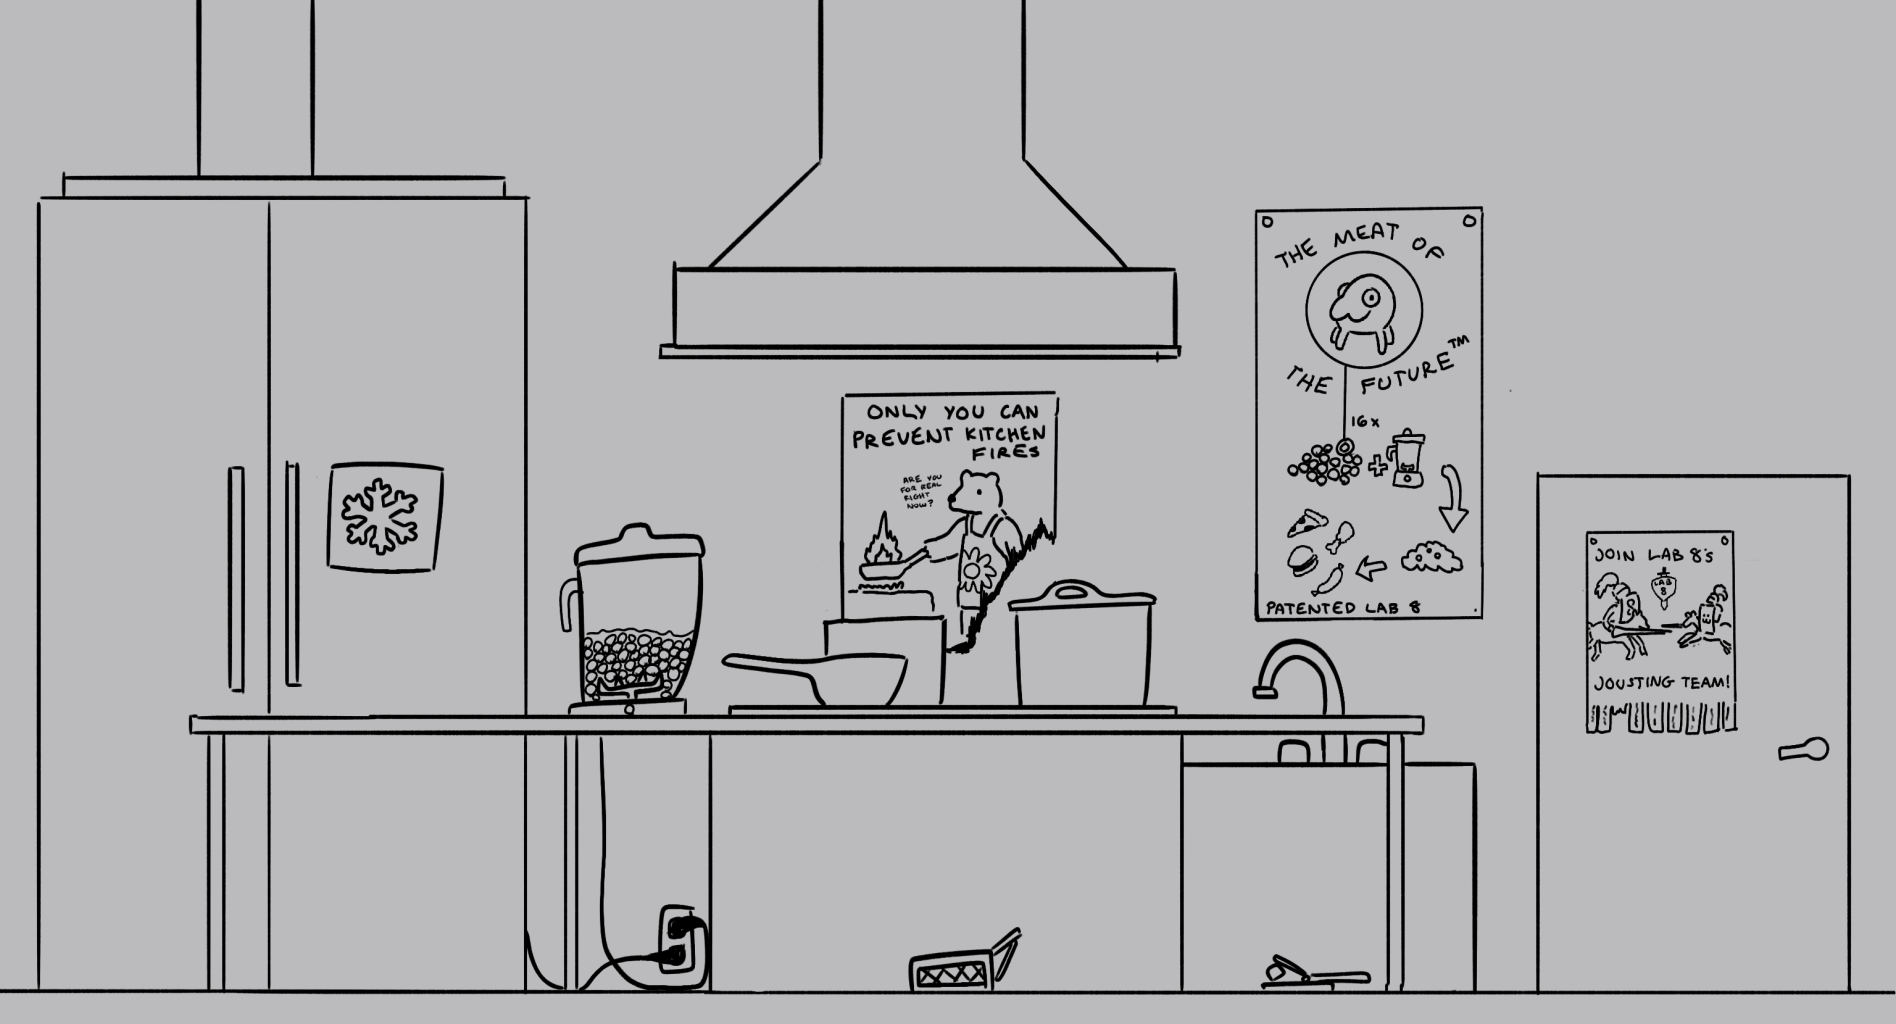 ONLY YOU CAN
PREVENT KITCHEN
FIRES
ARE YOU
FOR REAL
RIGHT
NOW?
THE MEAT OF
THE FUTURE™
16x
PATENTED LAB 8
JOIN LAB 8's
LAB
8
JOUSTING TEAM!